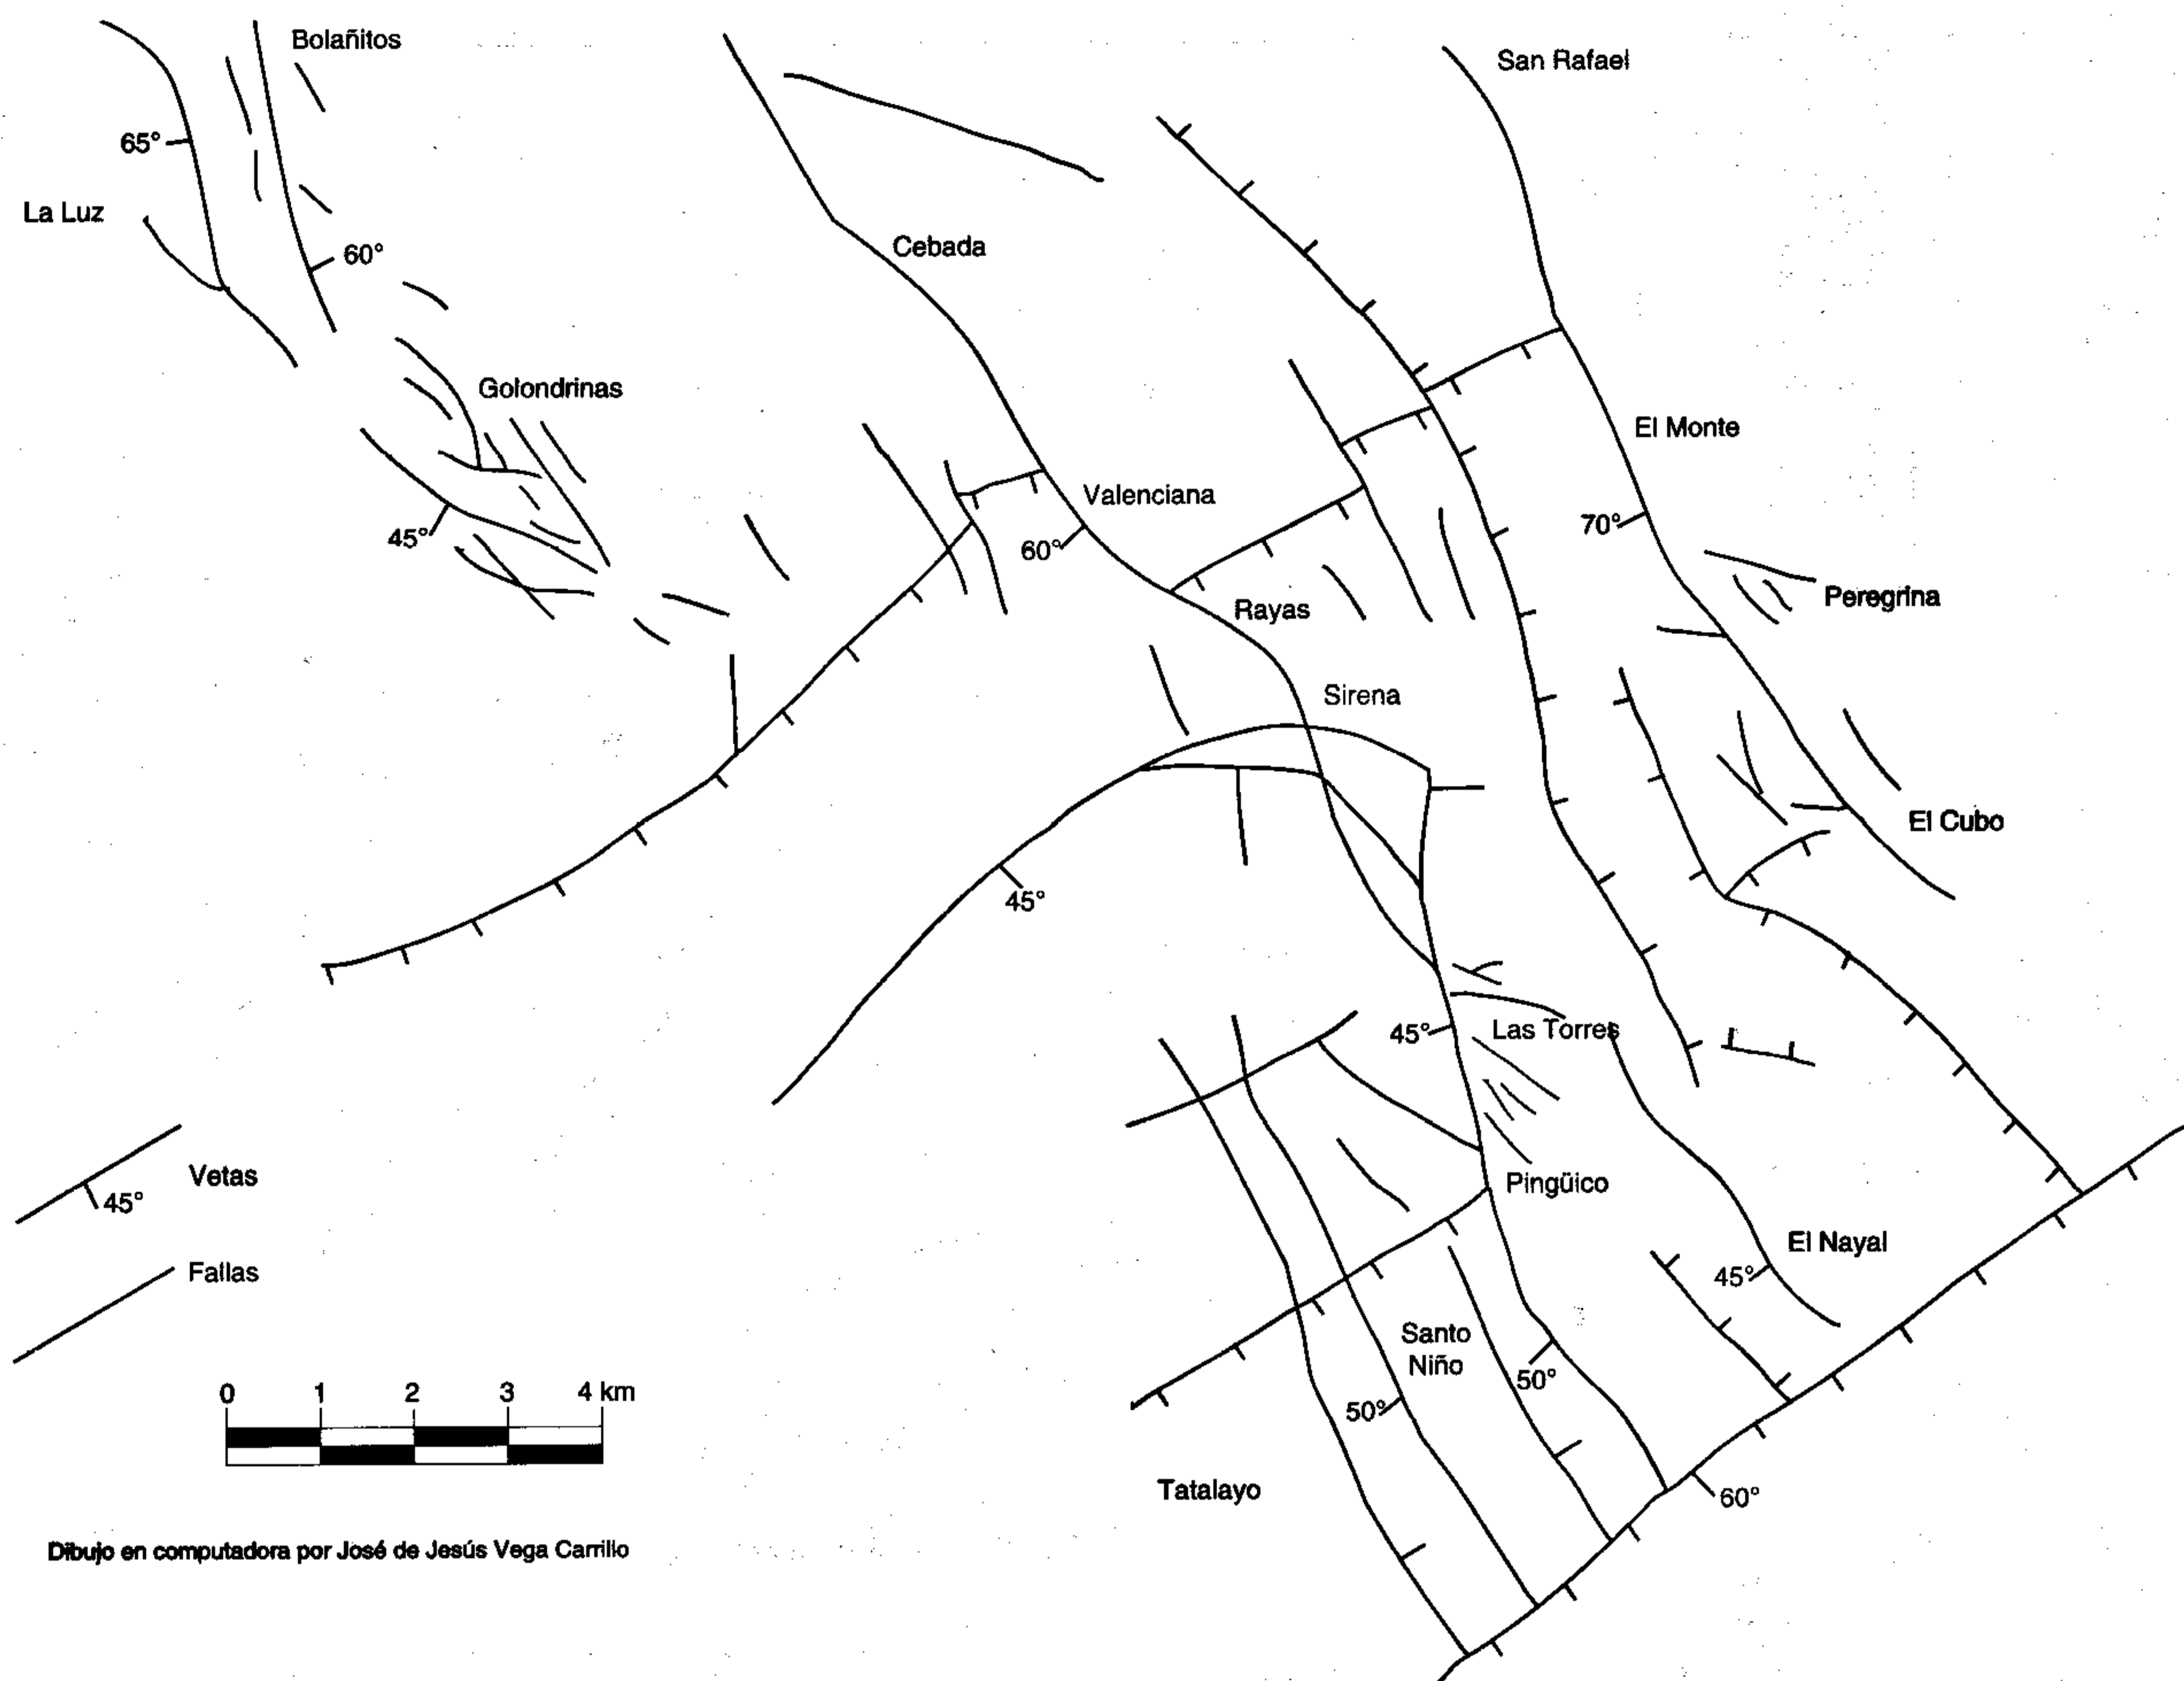 Bolañitos
San Rafael
65°
La Luz
60°
Cebada
Golondrinas
El Monte
45°
Valenciana
60°
70°
Peregrina
Rayas
Sirena
El Cubo
45°
45°
Las Torres
Vetas
45°
Pingüico
El Nayal
45°
Fallas
Santo
Niño
50°
50°
0 1 2 3 4 km
Tatalayo
60°
Dibujo en computadora por José de Jesús Vega Carrillo